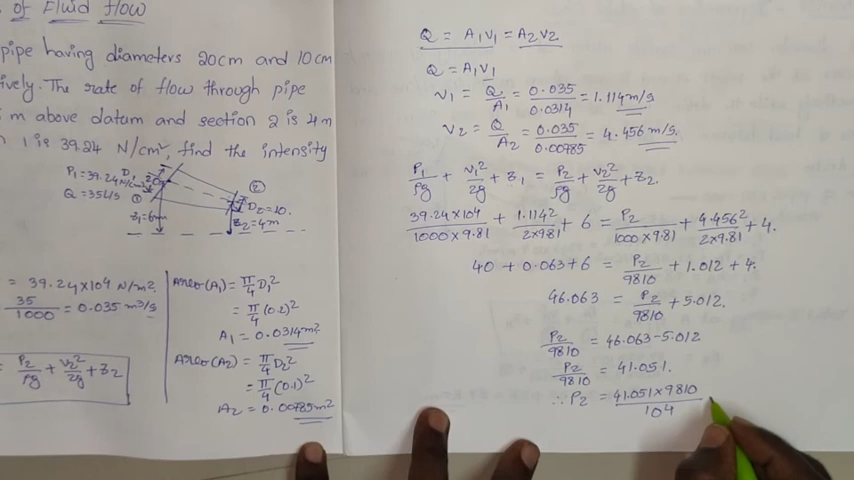 of Fluid flow
pipe having diameters 20cm and 10cm
ively. The rate of flow through pipe
m above datum and section 2 is 4m
1 is 39.24 N/cm², find the intensity
P₁ = 39.24 N/cm²
Q = 35L/s
D₁
①
Z₁ = 6m
②
D₂ = 10
Z₂ = 4m
= 39.24×10⁴ N/m²
35/1000 = 0.035 m³/s
= P₂/ρg + V₂²/2g + Z₂
Area(A₁) = π/4 D₁²
= π/4 (0.2)²
A₁ = 0.0314m²
Area(A₂) = π/4 D₂²
= π/4 (0.1)²
A₂ = 0.00785m²
Q = A₁V₁ = A₂V₂
Q = A₁V₁
V₁ = Q/A₁ = 0.035/0.0314 = 1.114m/s
V₂ = Q/A₂ = 0.035/0.00785 = 4.456m/s.
P₁/ρg + V₁²/2g + Z₁ = P₂/ρg + V₂²/2g + Z₂.
39.24×10⁴/1000×9.81 + 1.114²/2×9.81 + 6 = P₂/1000×9.81 + 4.456²/2×9.81 + 4.
40 + 0.063 + 6 = P₂/9810 + 1.012 + 4.
46.063 = P₂/9810 + 5.012.
P₂/9810 = 46.063 - 5.012
P₂/9810 = 41.051.
∴ P₂ = 41.051×9810/10⁴